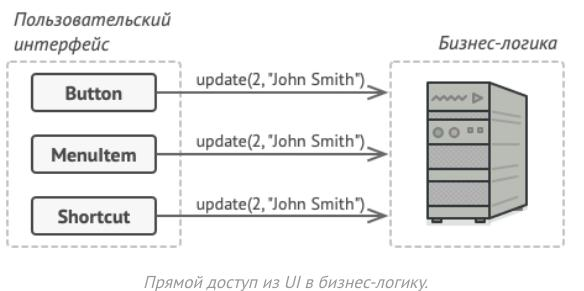 Пользовательский
интерфейс
Бизнес-логика
Button
update(2,"John Smith")
MenuItem
update(2,"John Smith")
Shortcut
update(2,"John Smith")
Прямой доступ из UI в бизнес-логику.